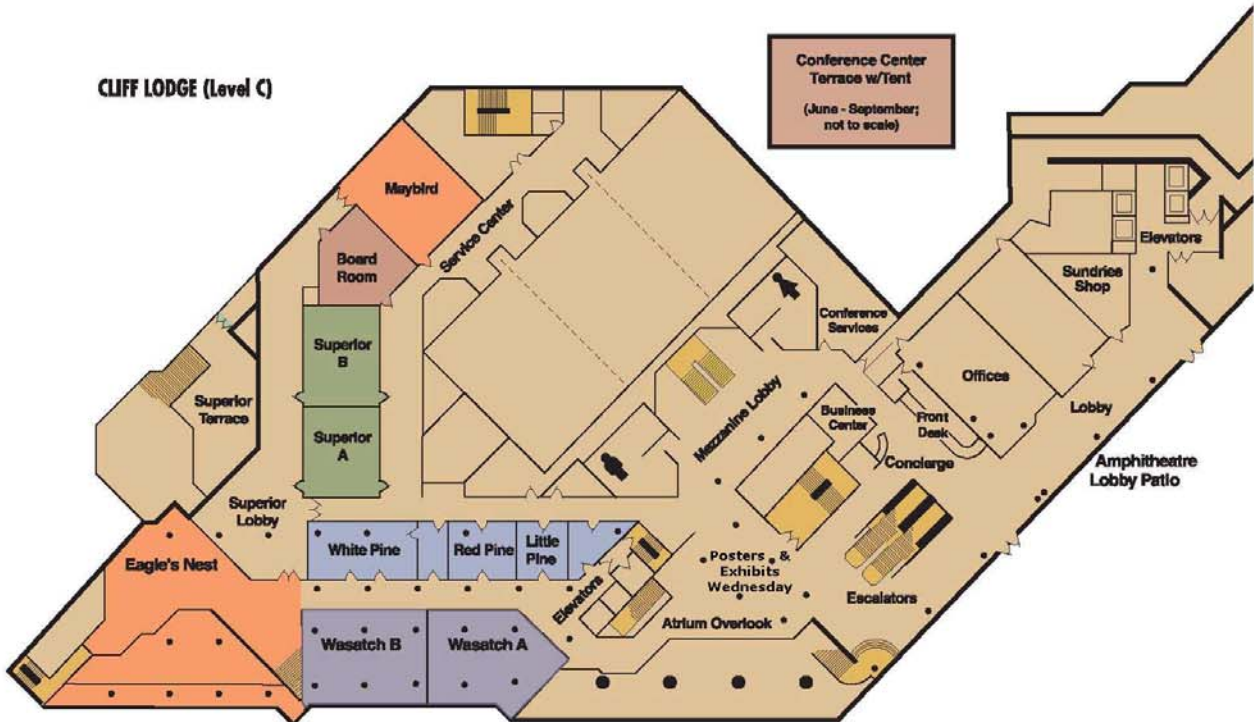 CLIFF LODGE (Level C)
Conference Center
Terrace w/Tent
(June - September;
not to scale)
Maybird
Service Center
Board
Room
Elevators
Sundries
Shop
Conference
Services
Superior
B
Superior
Terrace
Offices
Mezzanine Lobby
Business
Center
Front
Desk
Lobby
Superior
A
Concierge
Amphitheatre
Lobby Patio
Superior
Lobby
White Pine
Red Pine
Little
Pine
Eagle's Nest
Posters & 
Exhibits
Wednesday
Elevators
Escalators
Atrium Overlook
Wasatch B
Wasatch A